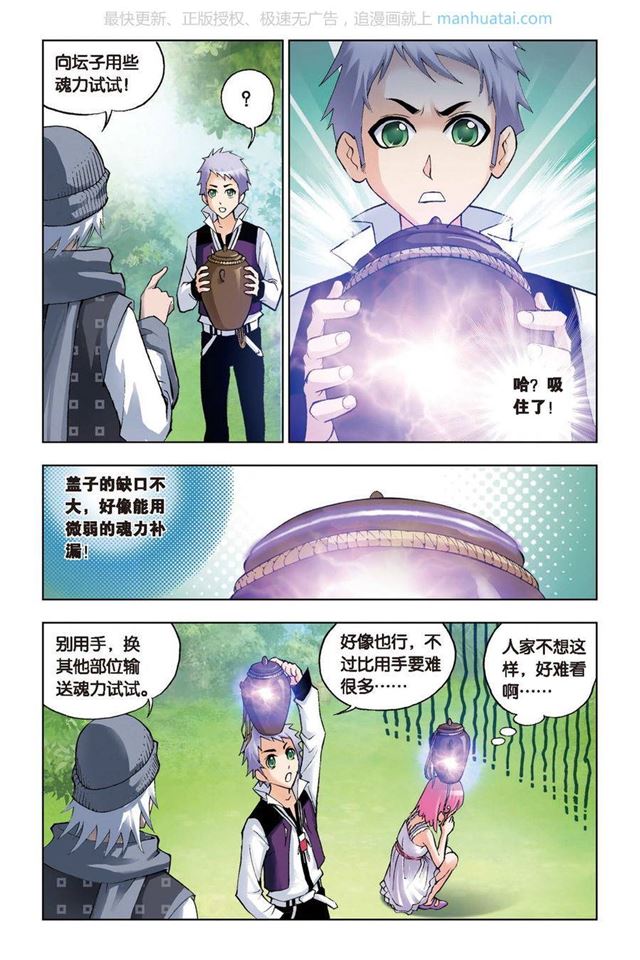 最快更新、正版授权、极速无广告，追漫画就上 manhuatai.com
向坛子用些
魂力试试！
？
哈？吸
住了！
盖子的缺口不
大，好像能用
微弱的魂力补
漏！
别用手，换
其他部位输
送魂力试试。
好像也行，不
过比用手要难
很多……
人家不想这
样，好难看
啊……